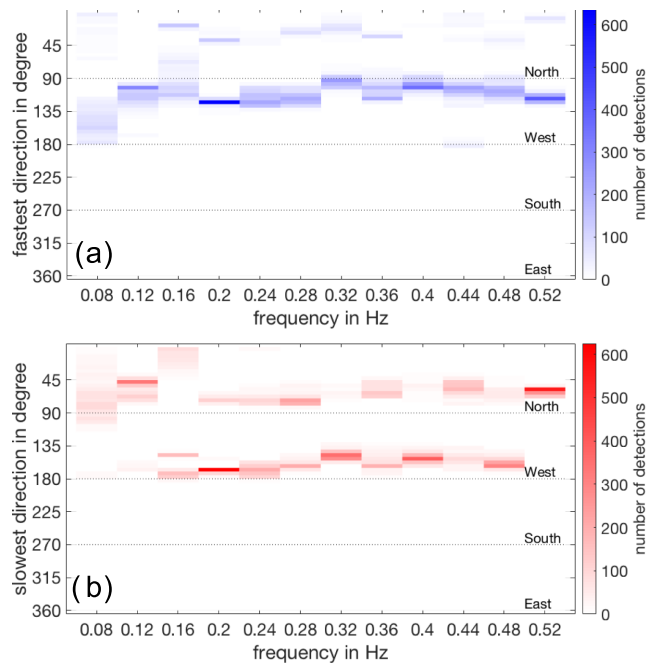 fastest direction in degree
45
90
135
180
225
270
315
360
North
West
South
East
(a)
0.08 0.12 0.16 0.2 0.24 0.28 0.32 0.36 0.4 0.44 0.48 0.52
frequency in Hz
600
500
400
300
200
100
0
number of detections
slowest direction in degree
45
90
135
180
225
270
315
360
North
West
South
East
(b)
0.08 0.12 0.16 0.2 0.24 0.28 0.32 0.36 0.4 0.44 0.48 0.52
frequency in Hz
600
500
400
300
200
100
0
number of detections